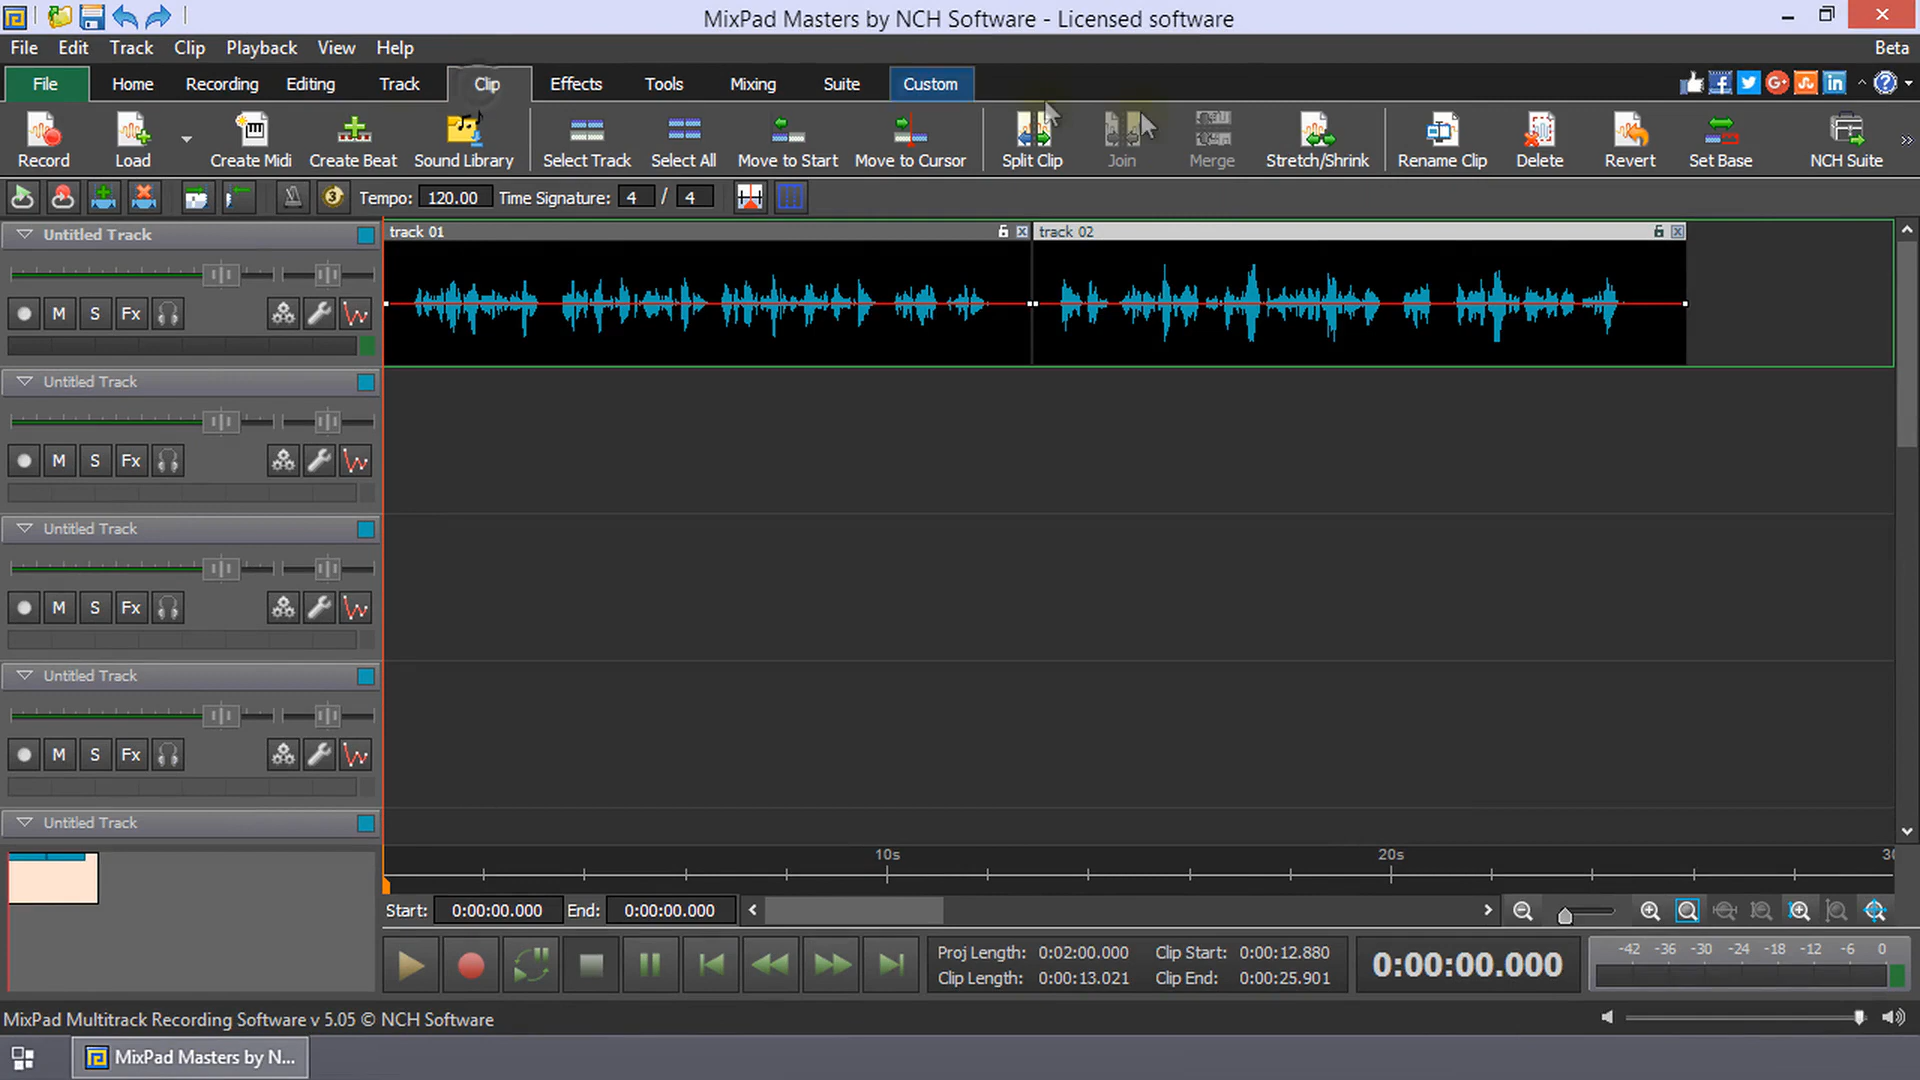 MixPad Masters by NCH Software - Licensed software
File Edit Track Clip Playback View Help Beta
File Home Recording Editing Track Clip Effects Tools Mixing Suite Custom
Record Load Create Midi Create Beat Sound Library Select Track Select All Move to Start Move to Cursor Split Clip Join Merge Stretch/Shrink Rename Clip Delete Revert Set Base NCH Suite
Tempo: 120.00 Time Signature: 4 / 4
Untitled Track track 01 track 02
M S Fx
Untitled Track
M S Fx
Untitled Track
M S Fx
Untitled Track
M S Fx
Untitled Track
10s 20s
Start: 0:00:00.000 End: 0:00:00.000
Proj Length: 0:02:00.000 Clip Start: 0:00:12.880
Clip Length: 0:00:13.021 Clip End: 0:00:25.901
0:00:00.000
-42 -36 -30 -24 -18 -12 -6 0
MixPad Multitrack Recording Software v 5.05 © NCH Software
MixPad Masters by N...